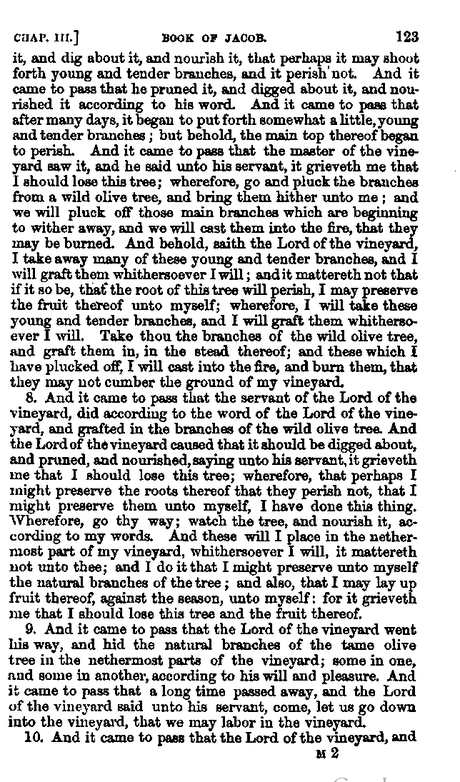 CHAP. III.] BOOK OF JACOB. 123
it, and dig about it, and nourish it, that perhaps it may shoot
forth young and tender branches, and it perish not. And it
came to pass that he pruned it, and digged about it, and nou-
rished it according to his word. And it came to pass that
after many days, it began to put forth somewhat a little, young
and tender branches; but behold, the main top thereof began
to perish. And it came to pass that the master of the vine-
yard saw it, and he said unto his servant, it grieveth me that
I should lose this tree; wherefore, go and pluck the branches
from a wild olive tree, and bring them hither unto me; and
we will pluck off those main branches which are beginning
to wither away, and we will cast them into the fire, that they
may be burned. And behold, saith the Lord of the vineyard,
I take away many of these young and tender branches, and I
will graft them whithersoever I will; and it mattereth not that
if it so be, that the root of this tree will perish, I may preserve
the fruit thereof unto myself; wherefore, I will take these
young and tender branches, and I will graft them whitherso-
ever I will. Take thou the branches of the wild olive tree,
and graft them in, in the stead thereof; and these which I
have plucked off, I will cast into the fire, and burn them, that
they may not cumber the ground of my vineyard.
8. And it came to pass that the servant of the Lord of the
vineyard, did according to the word of the Lord of the vine-
yard, and grafted in the branches of the wild olive tree. And
the Lord of the vineyard caused that it should be digged about,
and pruned, and nourished, saying unto his servant, it grieveth
me that I should lose this tree; wherefore, that perhaps I
might preserve the roots thereof that they perish not, that I
might preserve them unto myself, I have done this thing.
Wherefore, go thy way; watch the tree, and nourish it, ac-
cording to my words. And these will I place in the nether-
most part of my vineyard, whithersoever I will, it mattereth
not unto thee; and I do it that I might preserve unto myself
the natural branches of the tree; and also, that I may lay up
fruit thereof, against the season, unto myself: for it grieveth
me that I should lose this tree and the fruit thereof.
9. And it came to pass that the Lord of the vineyard went
his way, and hid the natural branches of the tame olive
tree in the nethermost parts of the vineyard; some in one,
and some in another, according to his will and pleasure. And
it came to pass that a long time passed away, and the Lord
of the vineyard said unto his servant, come, let us go down
into the vineyard, that we may labor in the vineyard.
10. And it came to pass that the Lord of the vineyard, and
M 2